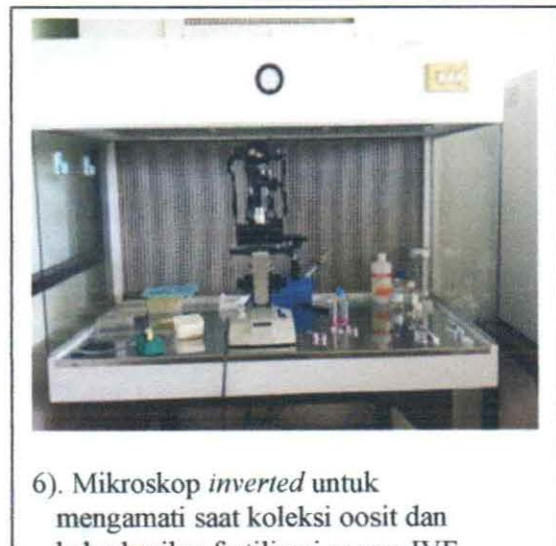 6). Mikroskop inverted untuk
mengamati saat koleksi oosit dan